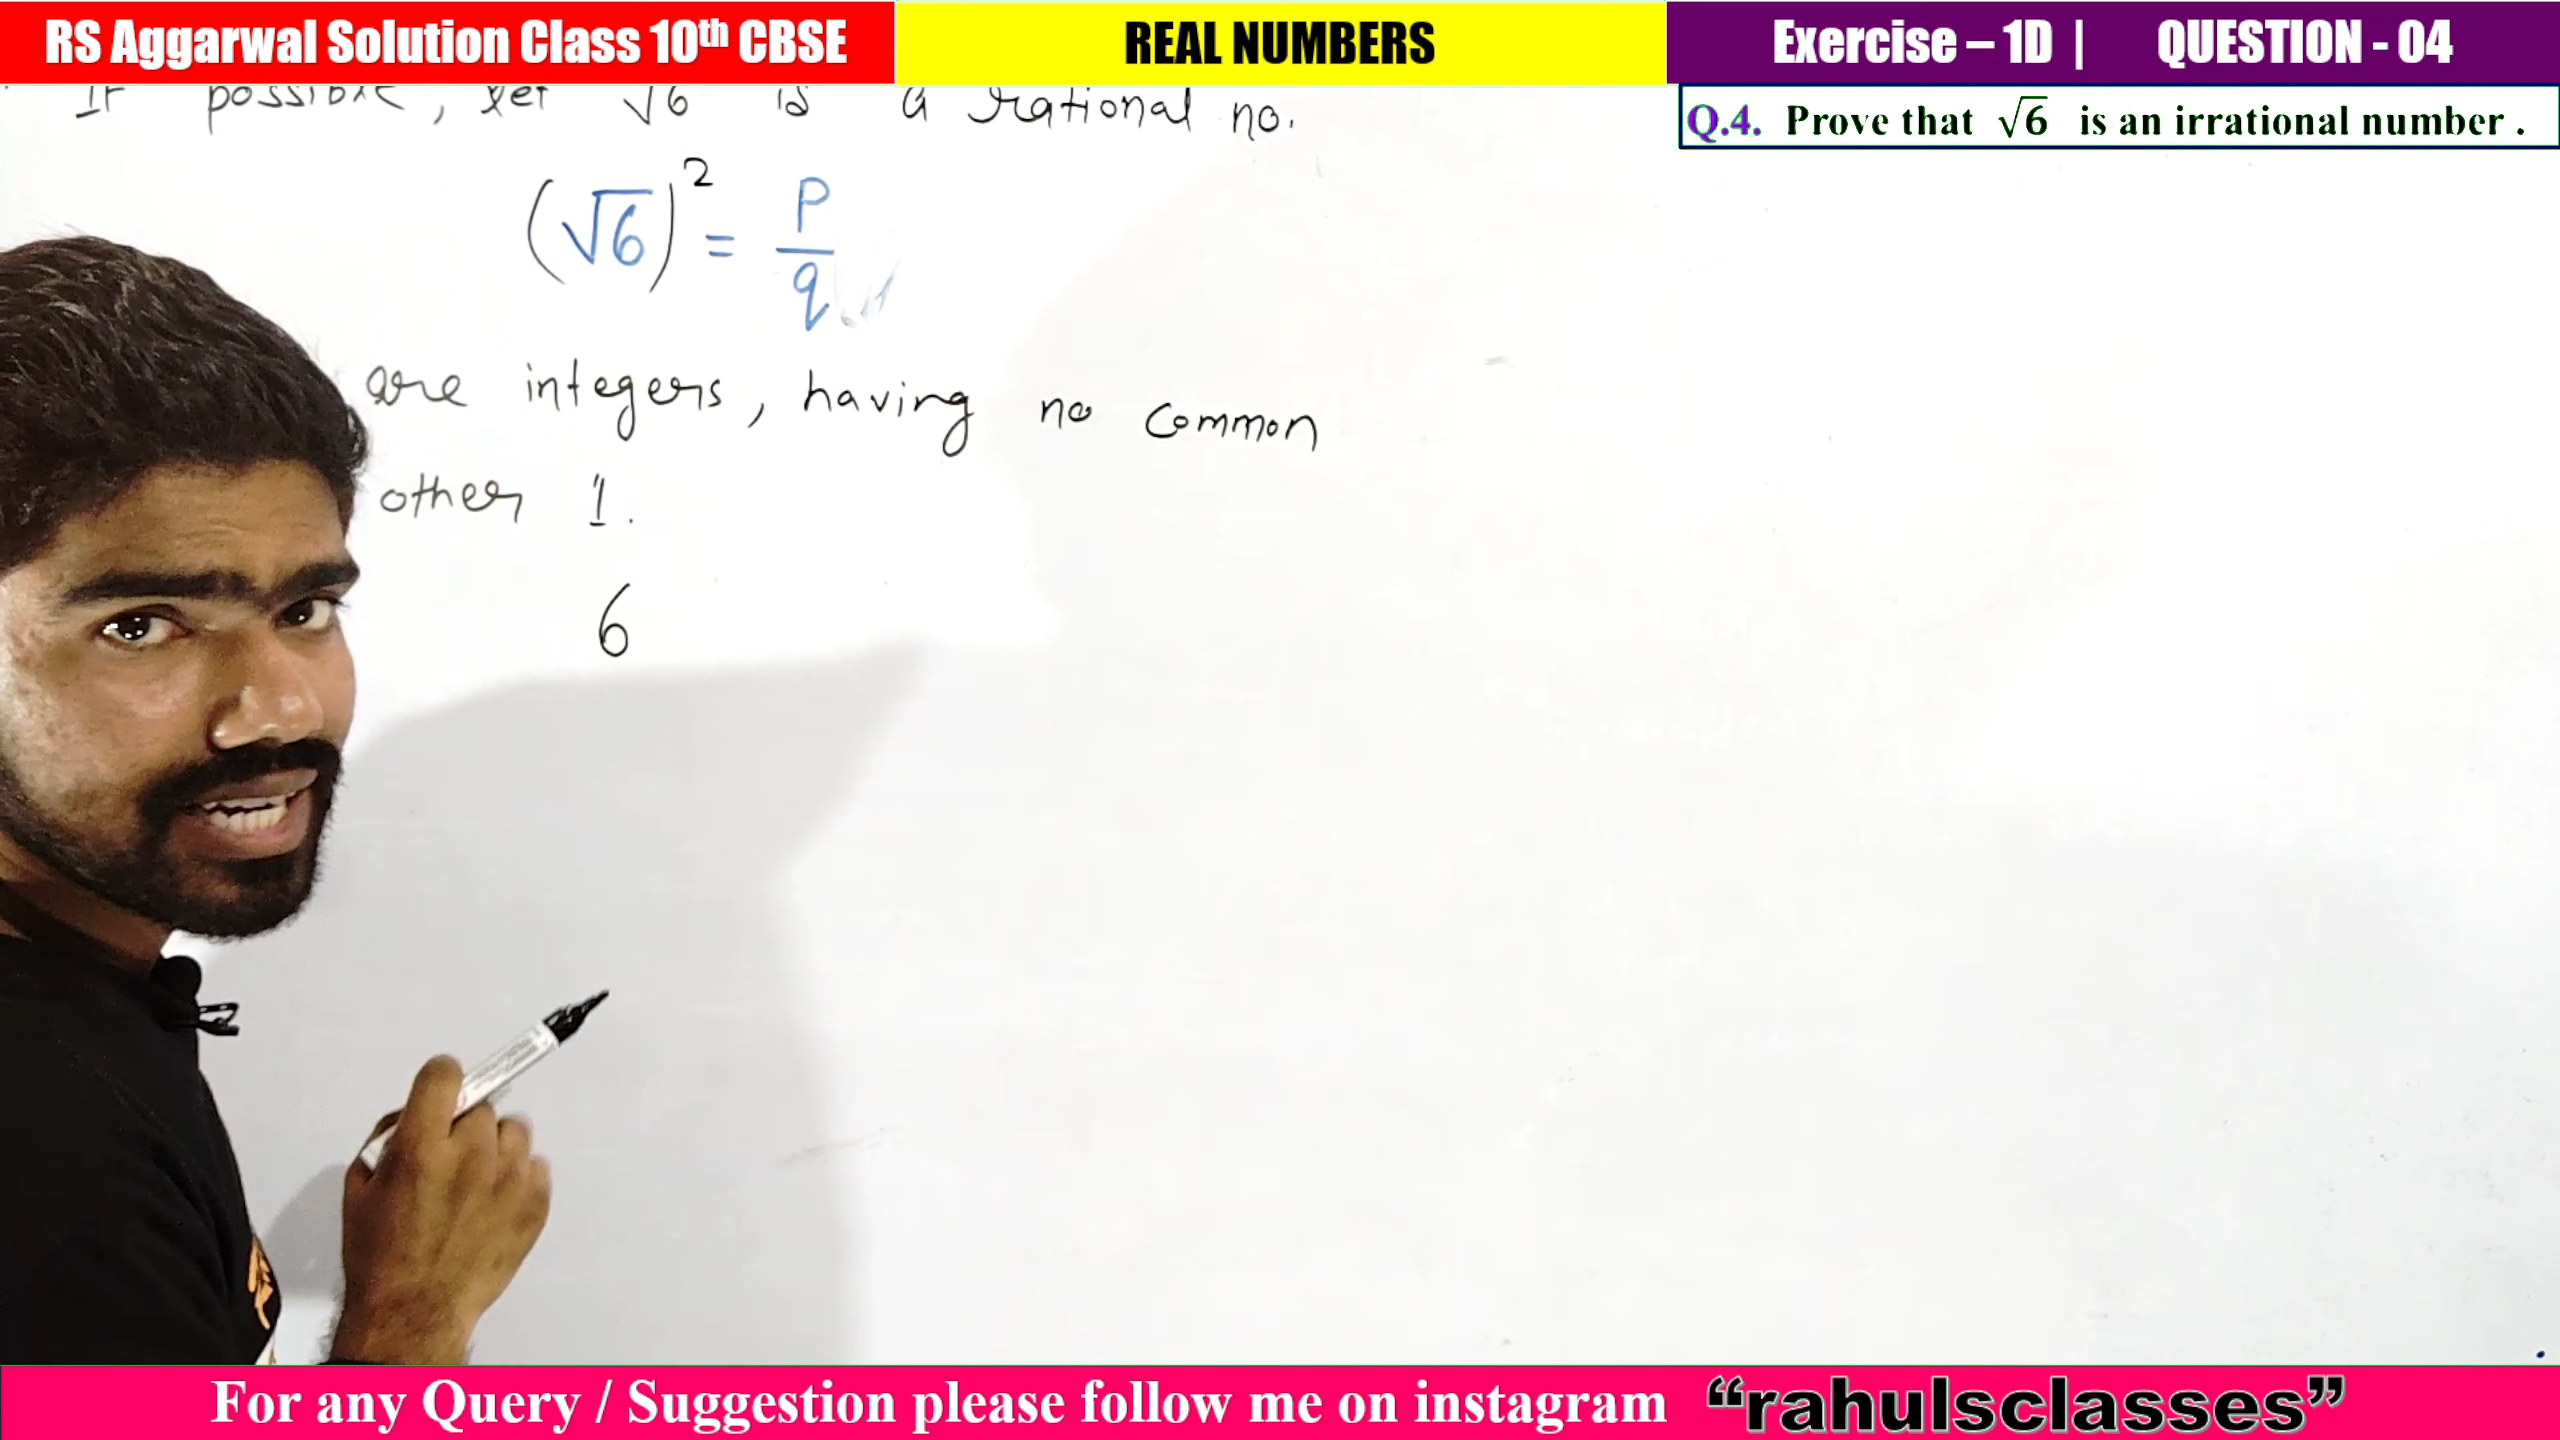 RS Aggarwal Solution Class 10th CBSE
REAL NUMBERS
Exercise – 1D | QUESTION - 04
Q.4. Prove that √6 is an irrational number .
If possible, let √6 is a rational no.
(√6)² = p/q
are integers, having no common
other 1.
6
For any Query / Suggestion please follow me on instagram “rahulsclasses”